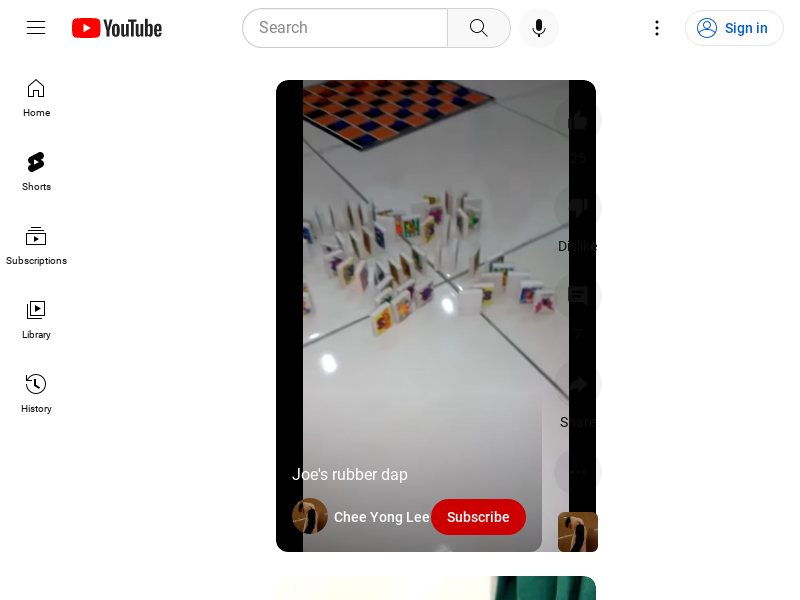 YouTube
Search
Sign in
Home
Shorts
Subscriptions
Library
History
25
Dislike
7
Share
Joe's rubber dap
Chee Yong Lee
Subscribe